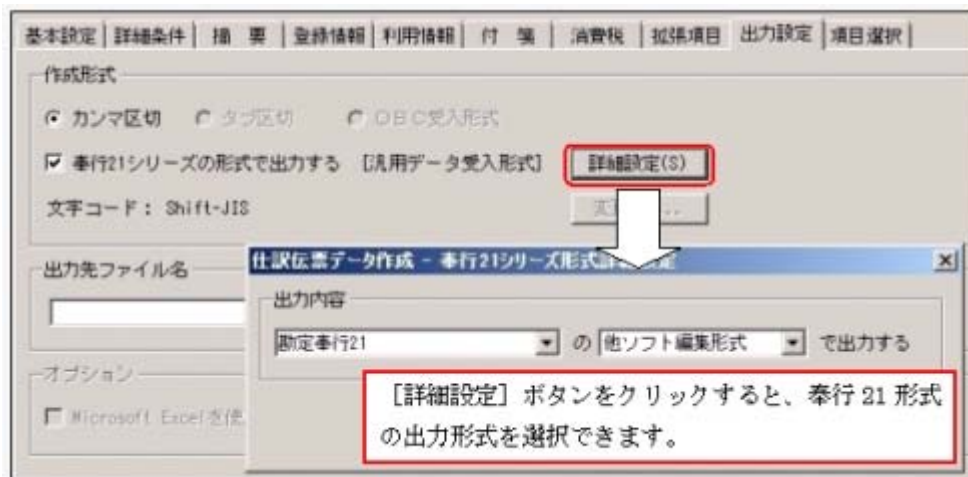 基本設定 詳細条件 摘 要 登録情報 利用情報 付 箋 消費税 拡張項目 出力設定 項目選択
作成形式
カンマ区切 タブ区切 OBC受入形式
奉行21シリーズの形式で出力する [汎用データ受入形式] 詳細設定(S)
文字コード: Shift-JIS
出力先ファイル名
仕訳伝票データ作成 - 奉行21シリーズ形式
出力内容
勘定奉行21 の 他ソフト編集形式 で出力する
オプション
Microsoft Excelを使
[詳細設定]ボタンをクリックすると、奉行 21 形式
の出力形式を選択できます。